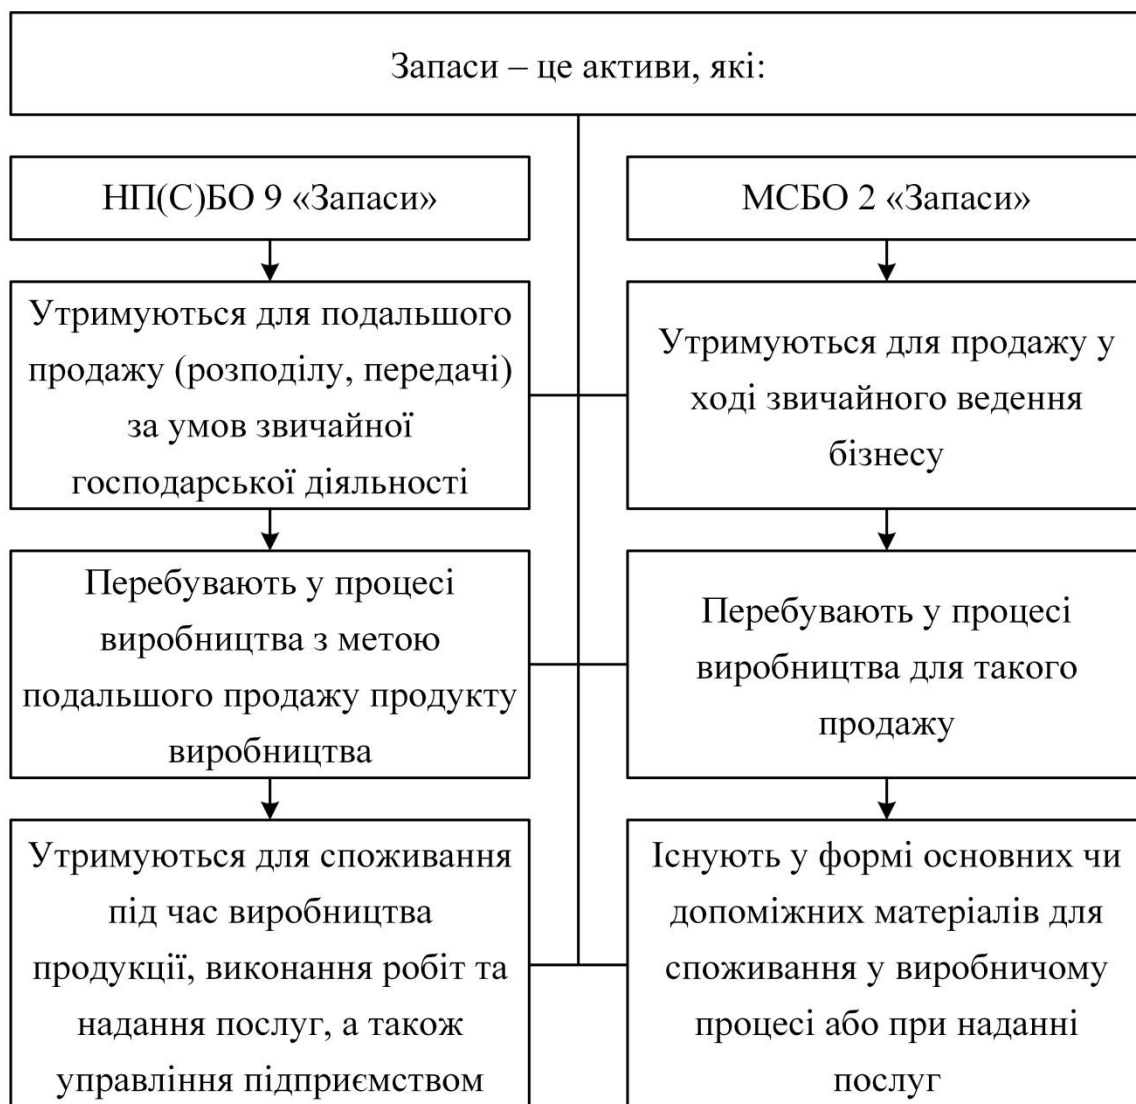 Запаси – це активи, які:
НП(С)БО 9 «Запаси»
МСБО 2 «Запаси»
Утримуються для подальшого
продажу (розподілу, передачі)
за умов звичайної
господарської діяльності
Утримуються для продажу у
ході звичайного ведення
бізнесу
Перебувають у процесі
виробництва з метою
подальшого продажу продукту
виробництва
Перебувають у процесі
виробництва для такого
продажу
Утримуються для споживання
під час виробництва
продукції, виконання робіт та
надання послуг, а також
управління підприємством
Існують у формі основних чи
допоміжних матеріалів для
споживання у виробничому
процесі або при наданні
послуг